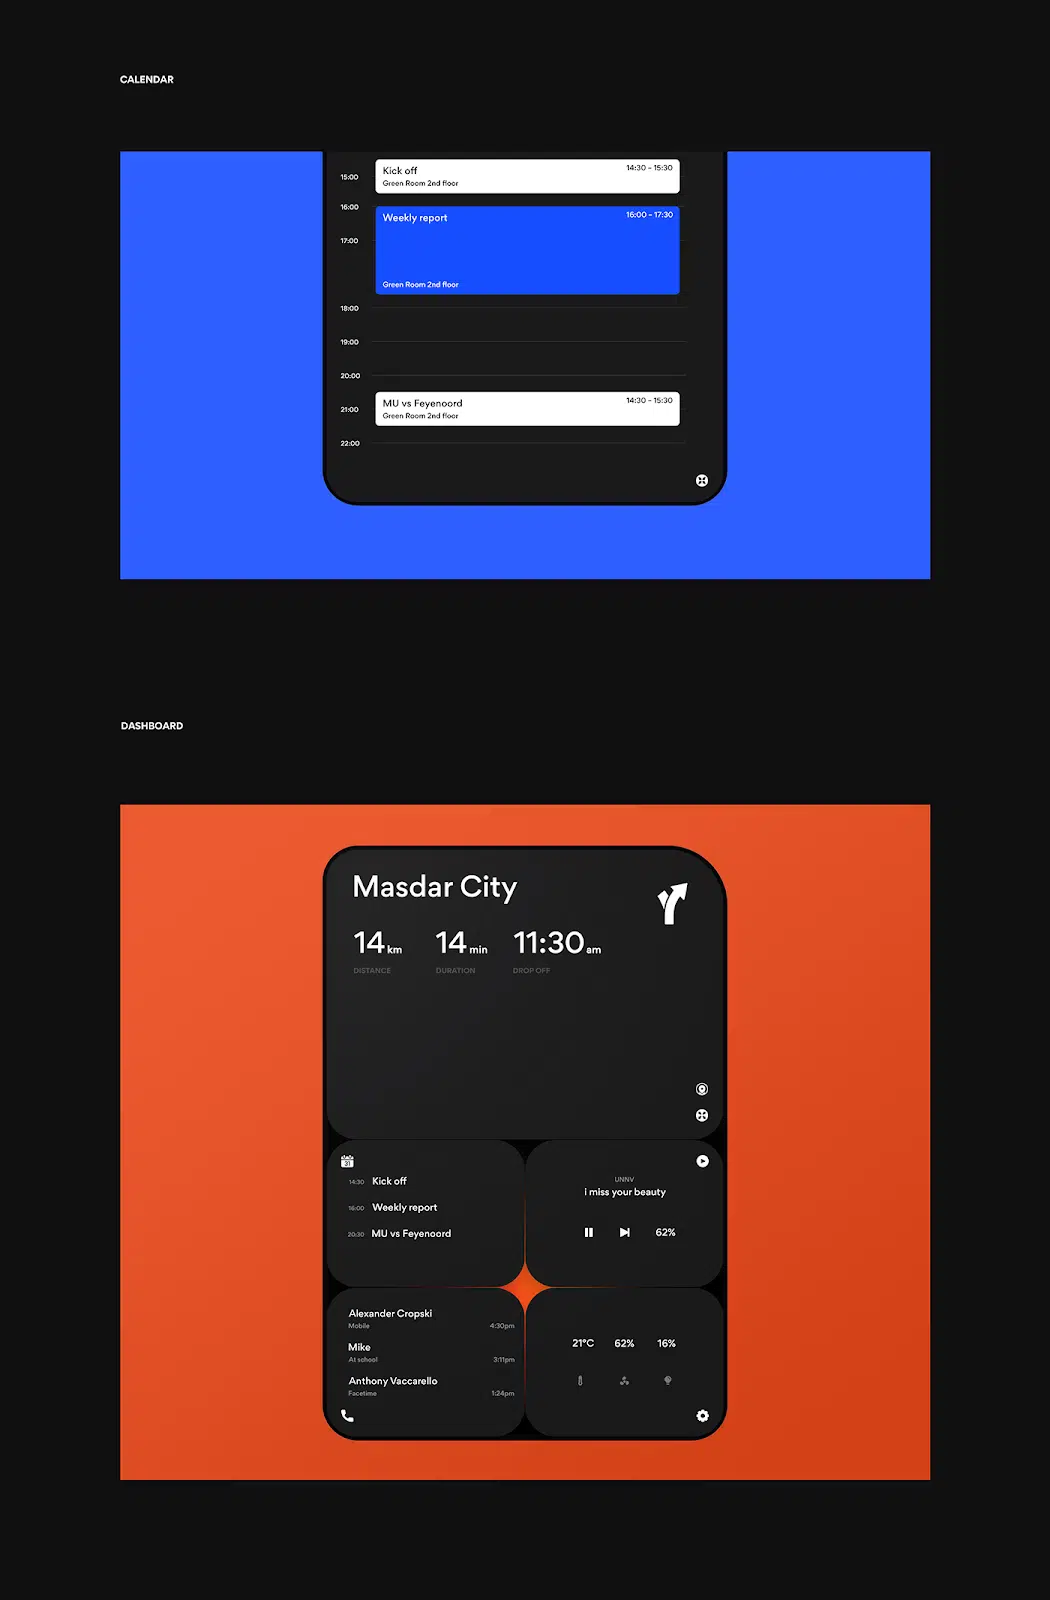 CALENDAR
15:00
Kick off
14:30 - 15:30
Green Room 2nd floor
16:00
Weekly report
16:00 - 17:30
17:00
Green Room 2nd floor
18:00
19:00
20:00
MU vs Feyenoord
14:30 - 15:30
21:00
Green Room 2nd floor
22:00
DASHBOARD
Masdar City
14 km
14 min
11:30 am
DISTANCE
DURATION
DROP OFF
31
14:30 Kick off
16:00 Weekly report
20:30 MU vs Feyenoord
UNNV
i miss your beauty
62%
Alexander Cropski
Mobile
4:30pm
Mike
At school
3:11pm
Anthony Vaccarello
Facetime
1:24pm
21°C
62%
16%